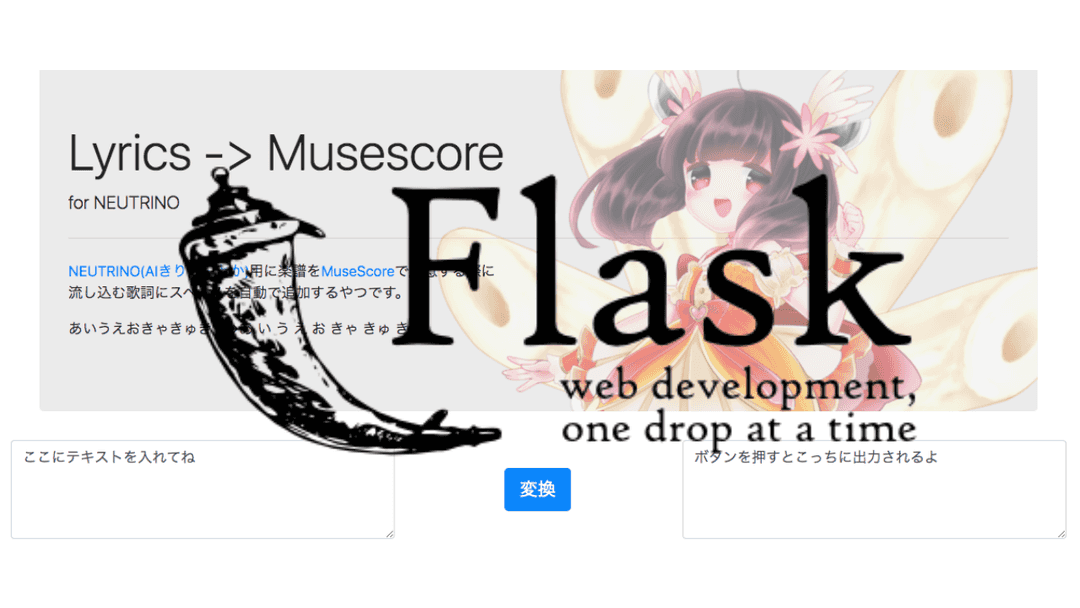 Lyrics -> Musescore
for NEUTRINO
Flask
web development,
one drop at a time
NEUTRINO(AIきり 用に楽譜をMuseScoreで する に
流し込む歌詞にス を自動で追加するやつです。
あいうえおきゃきゅ い う え お きゃ きゅ
ここにテキストを入れてね
変換
ボタンを押すとこっちに出力されるよ